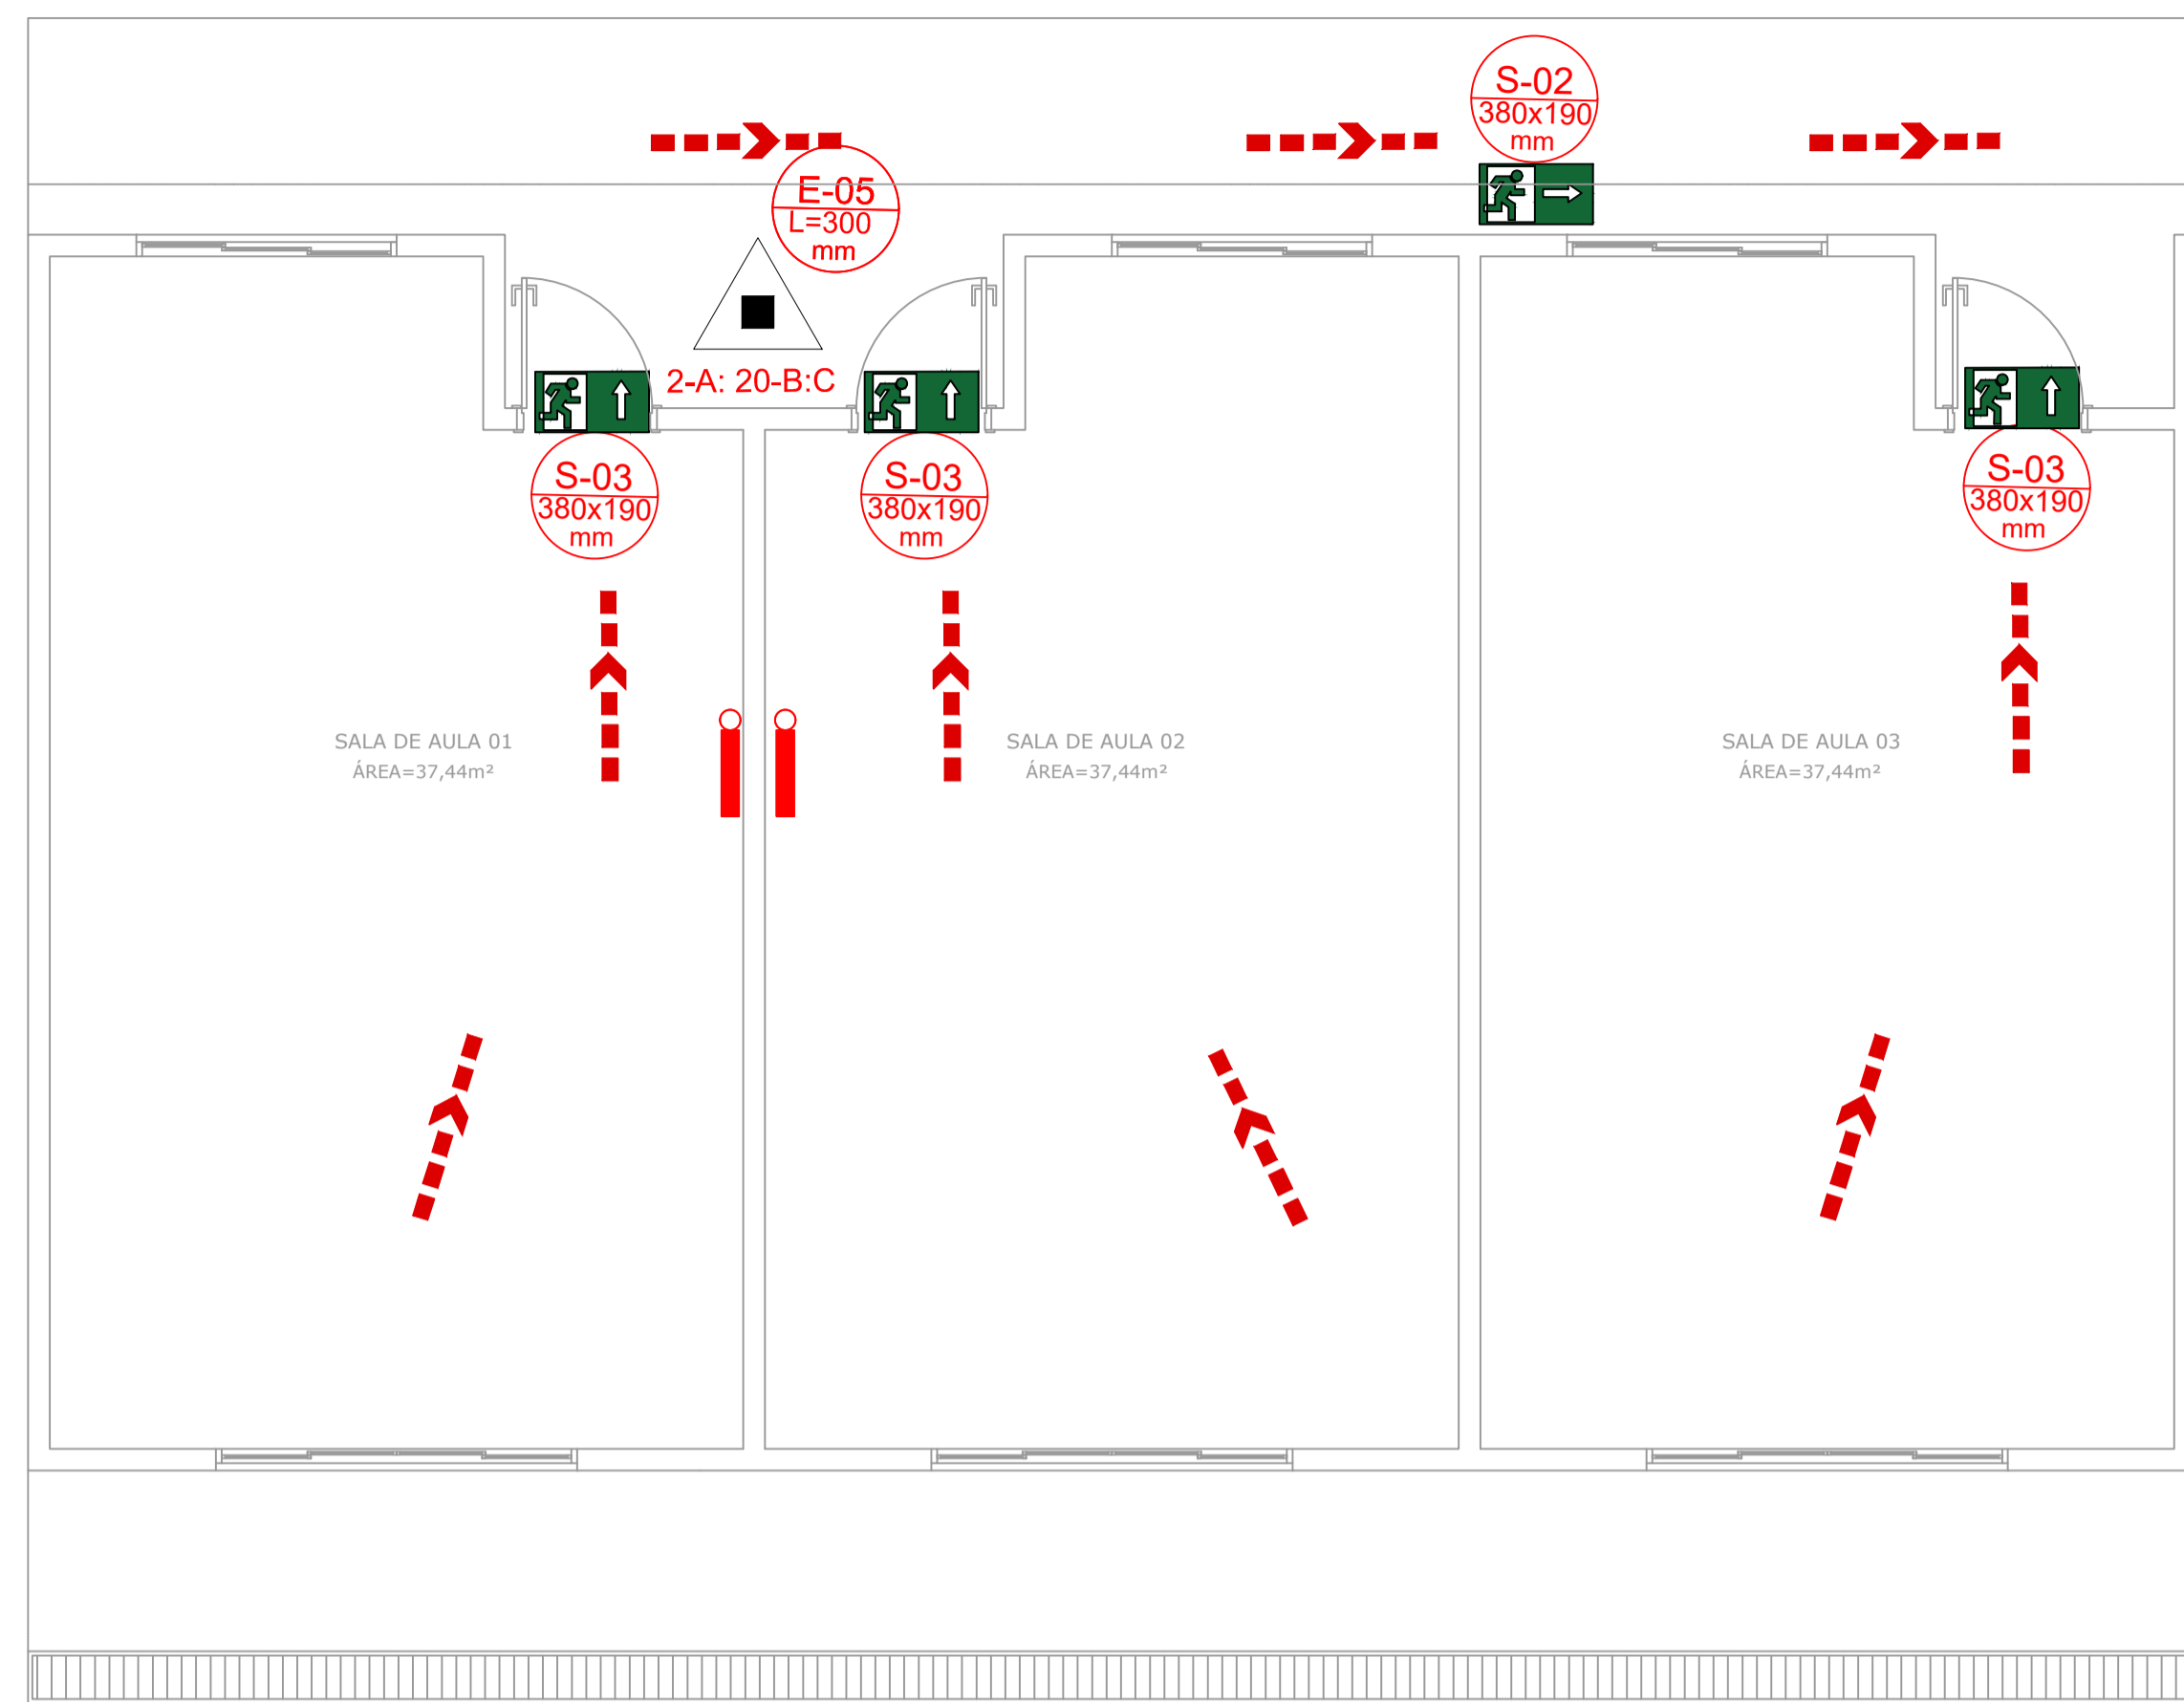 S-02
380x190
mm
E-05
L=300
mm
2-A: 20-B:C
S-03
380x190
mm
S-03
380x190
mm
S-03
380x190
mm
SALA DE AULA 01
ÁREA=37,44m²
SALA DE AULA 02
ÁREA=37,44m²
SALA DE AULA 03
ÁREA=37,44m²